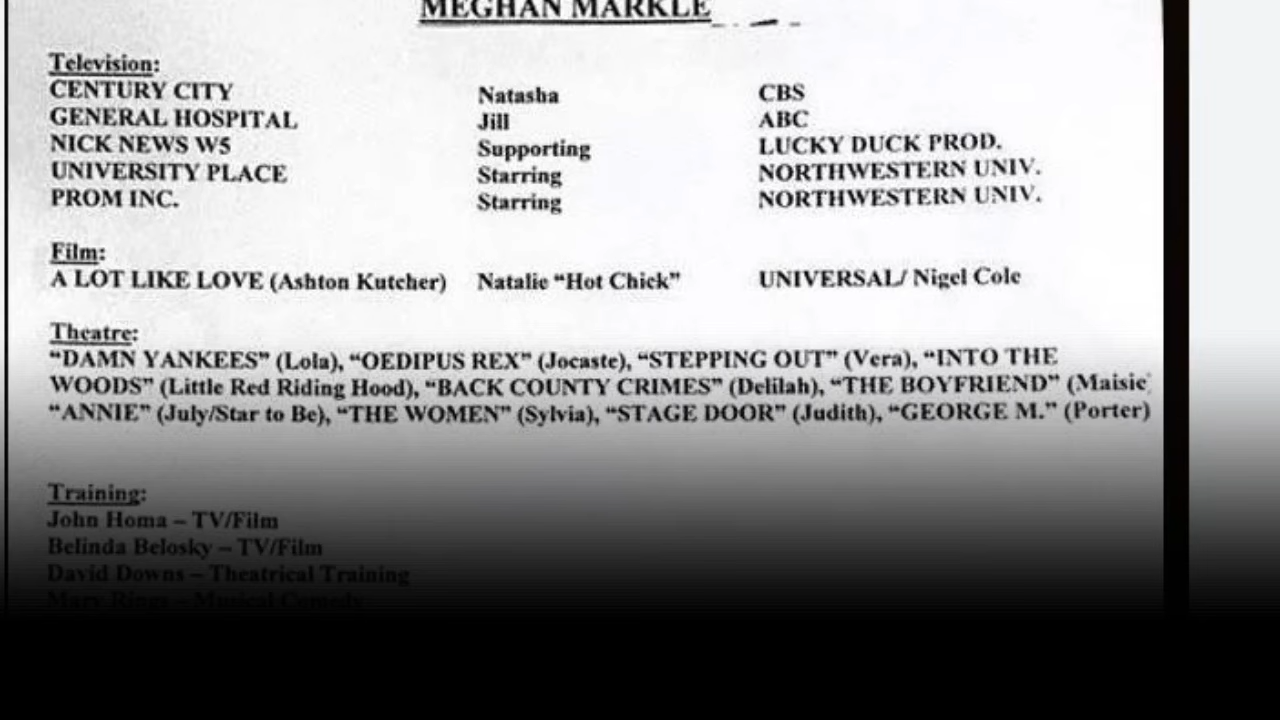 MEGHAN MARKLE
Television:
CENTURY CITY Natasha CBS
GENERAL HOSPITAL Jill ABC
NICK NEWS W5 Supporting LUCKY DUCK PROD.
UNIVERSITY PLACE Starring NORTHWESTERN UNIV.
PROM INC. Starring NORTHWESTERN UNIV.
Film:
A LOT LIKE LOVE (Ashton Kutcher) Natalie “Hot Chick” UNIVERSAL/ Nigel Cole
Theatre:
“DAMN YANKEES” (Lola), “OEDIPUS REX” (Jocaste), “STEPPING OUT” (Vera), “INTO THE
WOODS” (Little Red Riding Hood), “BACK COUNTY CRIMES” (Delilah), “THE BOYFRIEND” (Maisie
“ANNIE” (July/Star to Be), “THE WOMEN” (Sylvia), “STAGE DOOR” (Judith), “GEORGE M.” (Porter)
Training:
John Homa – TV/Film
Belinda Belosky – TV/Film
David Downs – Theatrical Training
Mary Rings – Musical Comedy